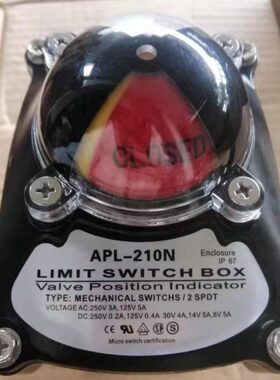 CLOSED
APL-210N
Enclosure
IP 67
LIMIT SWITCH BOX
Valve Position Indicator
TYPE: MECHANICAL SWITCHS / 2 SPDT
VOLTAGE AC:250V 3A, 125V 5A
DC:250V 0.2A, 125V 0.4A 30V 4A, 14V 5A, 8V 5A
Micro switch certification